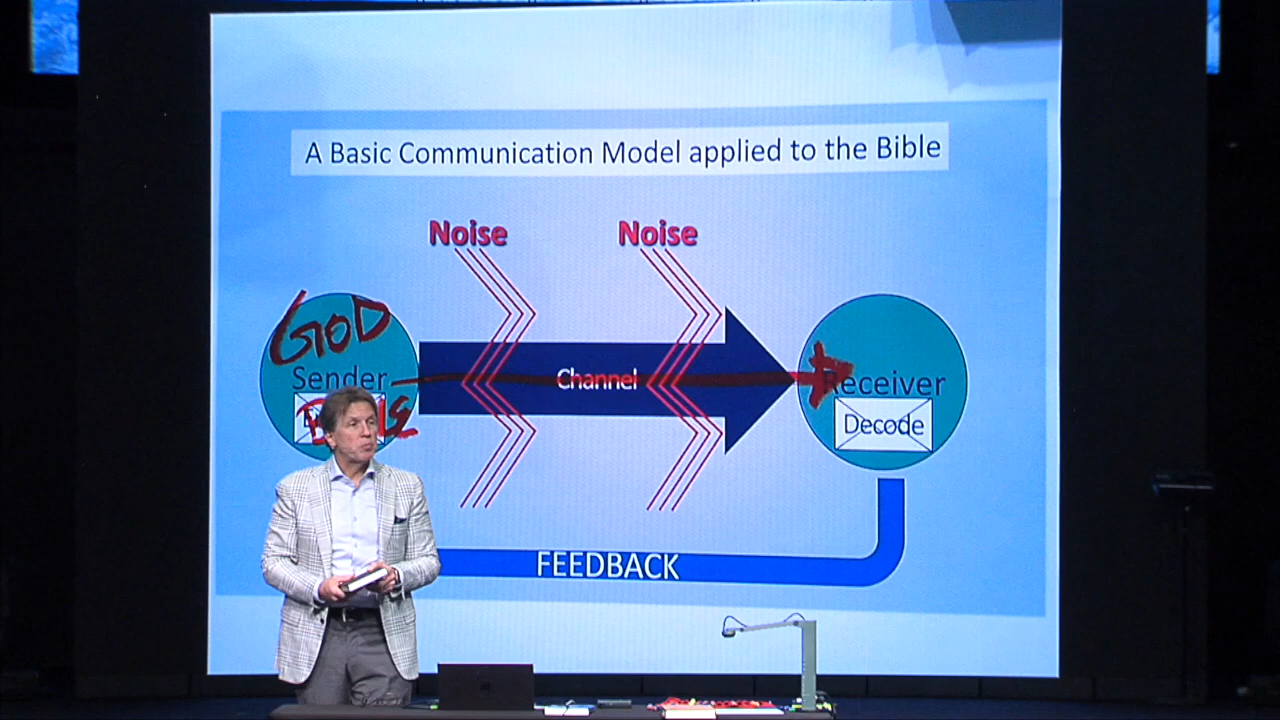 A Basic Communication Model applied to the Bible
Noise
Noise
GOD
Sender
Channel
Receiver
Decode
FEEDBACK